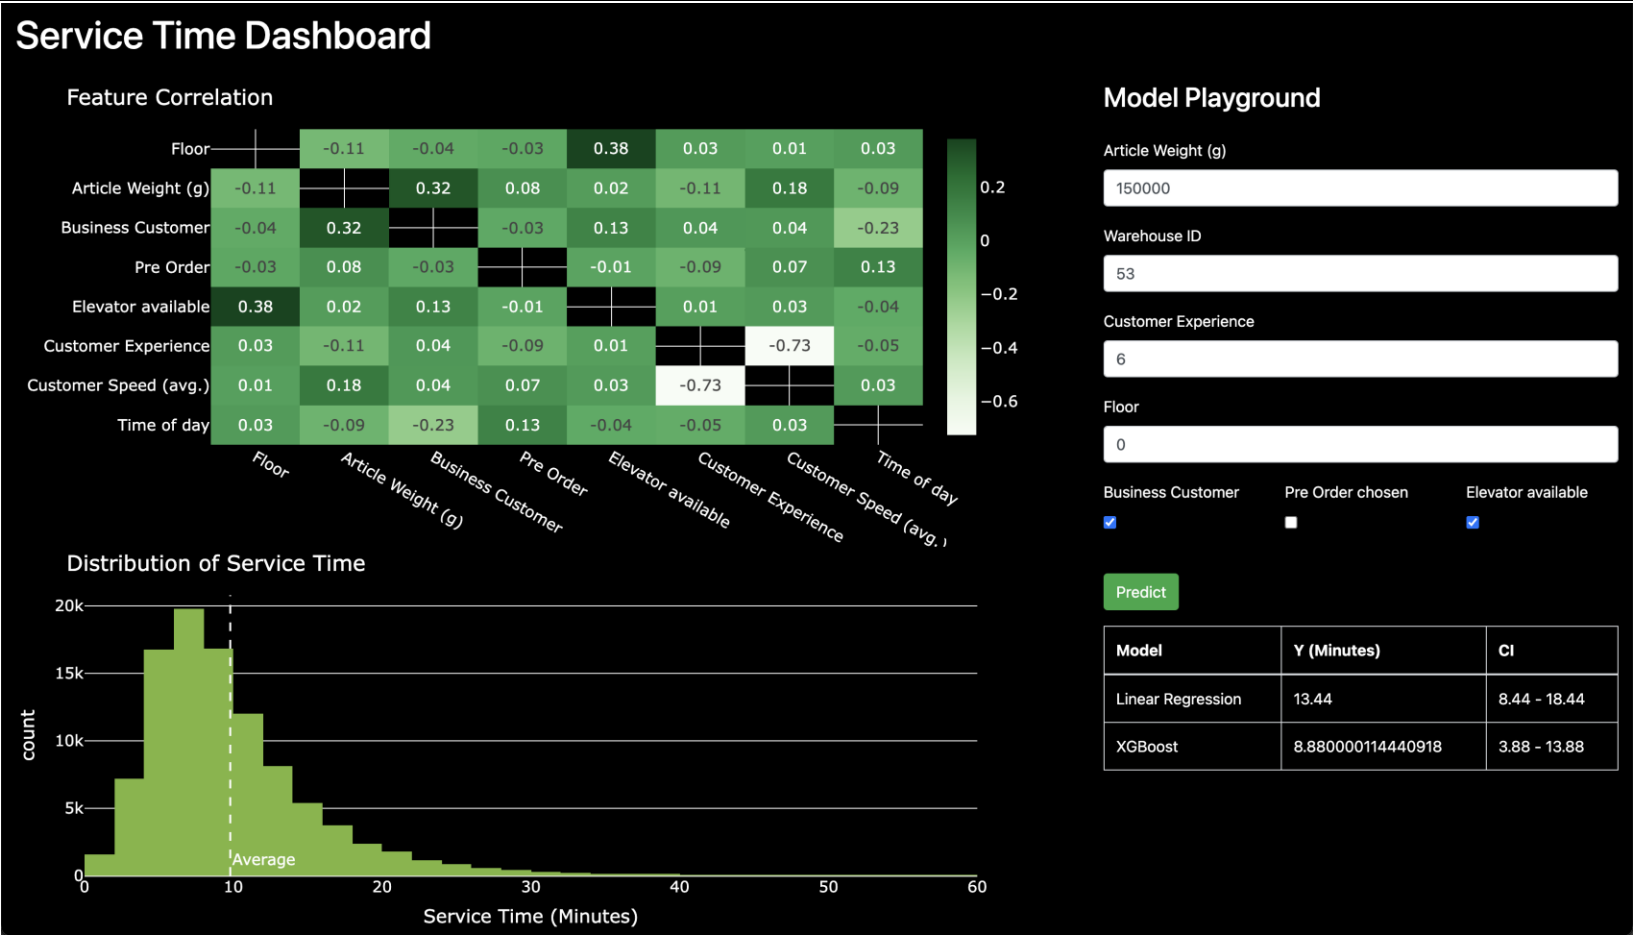 Service Time Dashboard
Feature Correlation
Floor -0.11 -0.04 -0.03 0.38 0.03 0.01 0.03
Article Weight (g) -0.11 0.32 0.08 0.02 -0.11 0.18 -0.09
Business Customer -0.04 0.32 -0.03 0.13 0.04 0.04 -0.23
Pre Order -0.03 0.08 -0.03 -0.01 -0.09 0.07 0.13
Elevator available 0.38 0.02 0.13 -0.01 0.01 0.03 -0.04
Customer Experience 0.03 -0.11 0.04 -0.09 0.01 -0.73 -0.05
Customer Speed (avg.) 0.01 0.18 0.04 0.07 0.03 -0.73 0.03
Time of day 0.03 -0.09 -0.23 0.13 -0.04 -0.05 0.03
Floor
Article Weight (g)
Business Customer
Pre Order
Elevator available
Customer Experience
Customer Speed (avg.)
Time of day
0.2
0
−0.2
−0.4
−0.6
Distribution of Service Time
20k
15k
10k
5k
0
count
Average
0 10 20 30 40 50 60
Service Time (Minutes)
Model Playground
Article Weight (g)
150000
Warehouse ID
53
Customer Experience
6
Floor
0
Business Customer Pre Order chosen Elevator available
Predict
Model Y (Minutes) CI
Linear Regression 13.44 8.44 - 18.44
XGBoost 8.880000114440918 3.88 - 13.88